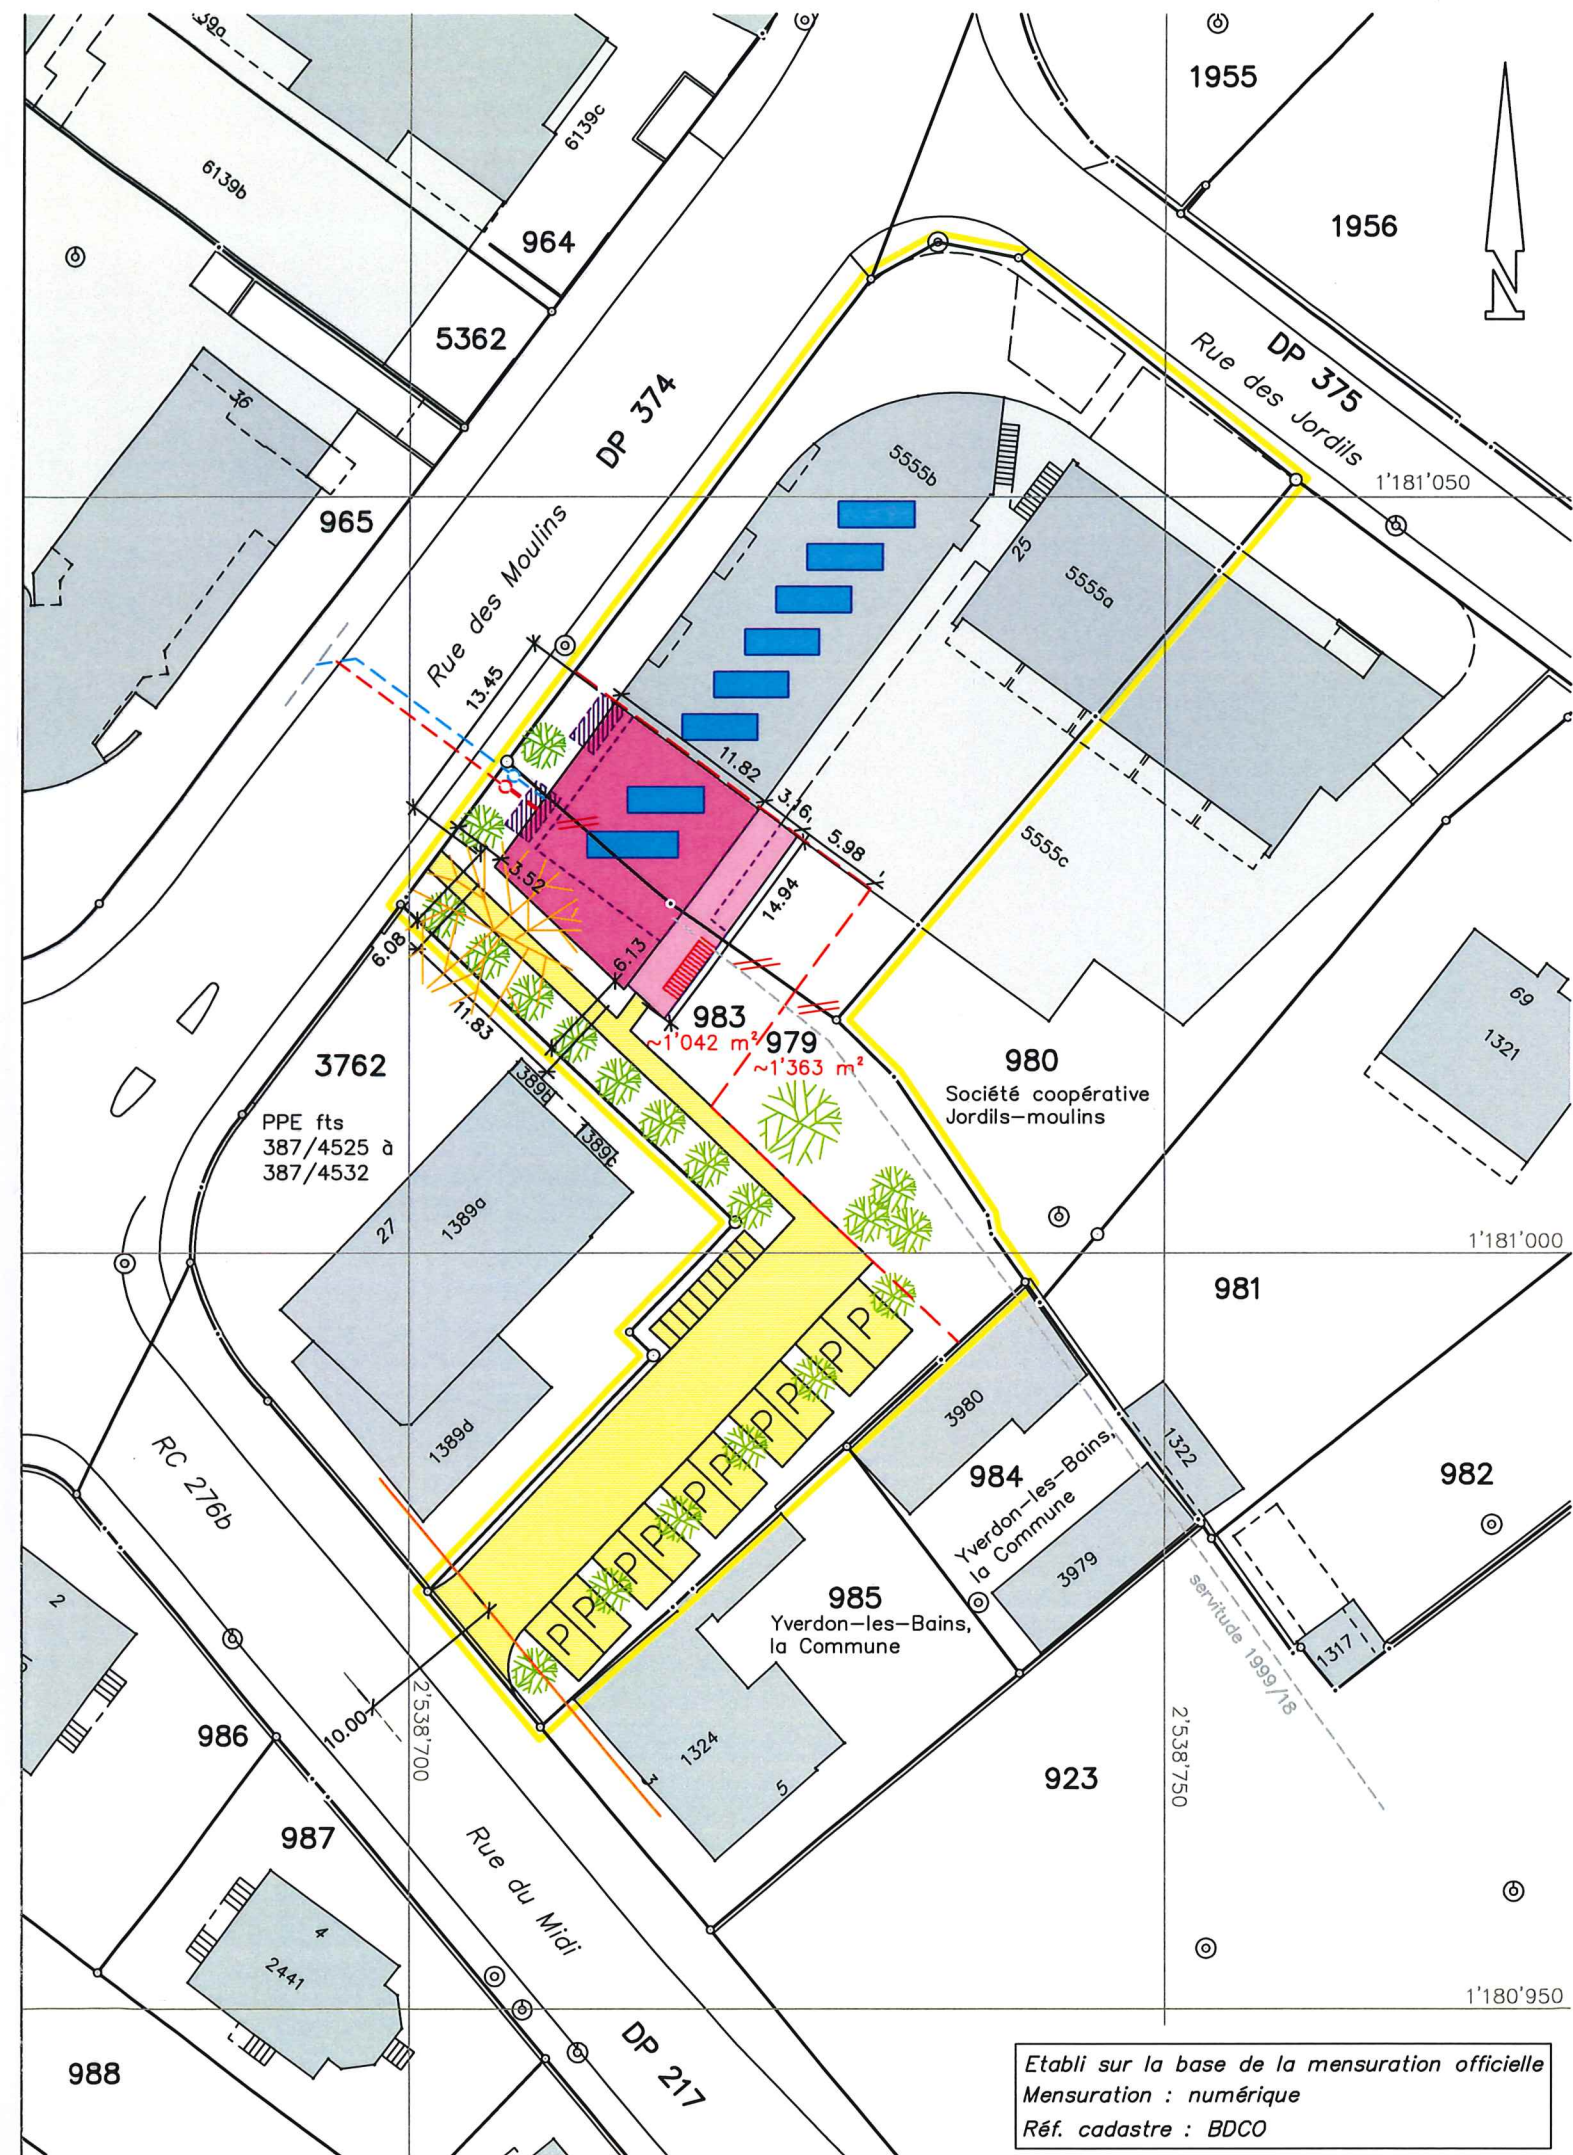 39a
1955
6139c
6139b
1956
964
5362
DP 375
Rue des Jordils
36
DP 374
5555b
1'181'050
965
25
5555a
Rue des Moulins
13.45
11.82
3.16
5.98
5555c
3.52
14.94
69
1321
6.08
6.13
11.83
983
~1'042 m²
979
~1'363 m²
980
Société coopérative
Jordils-moulins
3762
1389b
PPE fts
387/4525 à
387/4532
1389c
27
1389a
1'181'000
981
P
P
3980
1389d
P
P
1322
RC 276b
984
982
P
P
Yverdon-les-Bains,
la Commune
P
P
3979
985
Yverdon-les-Bains,
la Commune
2
P
P
servitude 1999/18
1317
10.00
2'538'700
2'538'750
986
1324
3
5
923
987
Rue du Midi
4
2441
1'180'950
988
DP 217
Etabli sur la base de la mensuration officielle
Mensuration : numérique
Réf. cadastre : BDCO